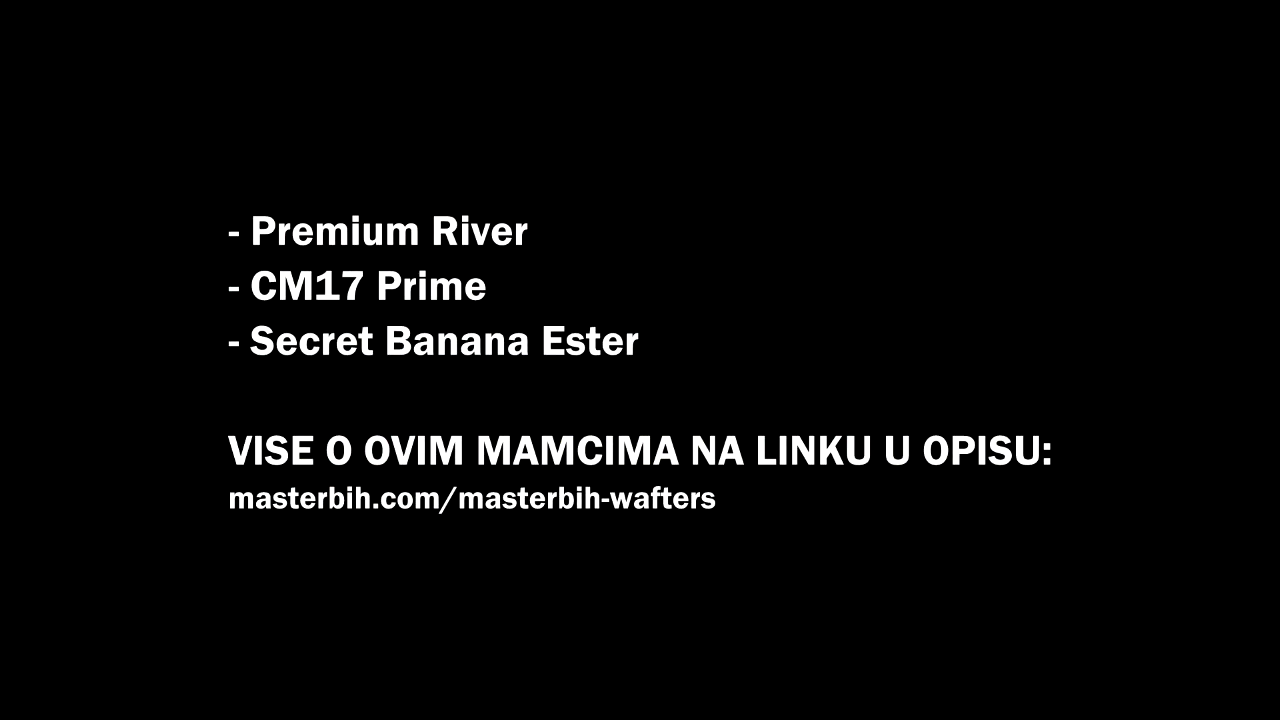 - Premium River
- CM17 Prime
- Secret Banana Ester
VISE O OVIM MAMCIMA NA LINKU U OPISU:
masterbih.com/masterbih-wafters